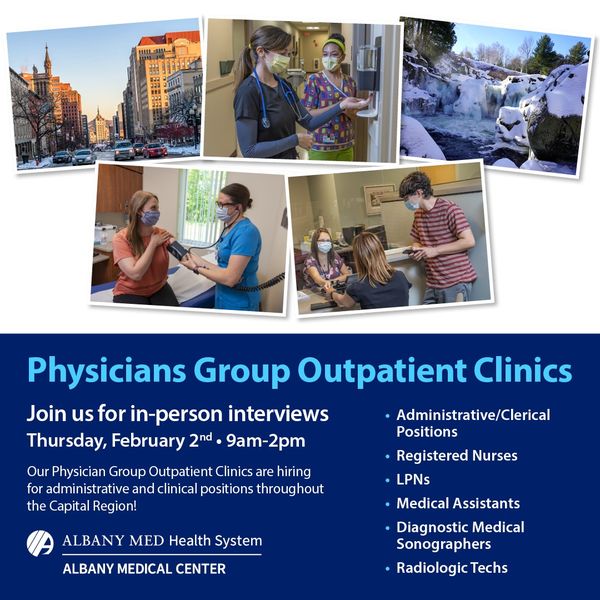 Physicians Group Outpatient Clinics
Join us for in-person interviews
Thursday, February 2nd • 9am-2pm
Our Physician Group Outpatient Clinics are hiring
for administrative and clinical positions throughout
the Capital Region!
ALBANY MED Health System
ALBANY MEDICAL CENTER
• Administrative/Clerical
Positions
• Registered Nurses
• LPNs
• Medical Assistants
• Diagnostic Medical
Sonographers
• Radiologic Techs